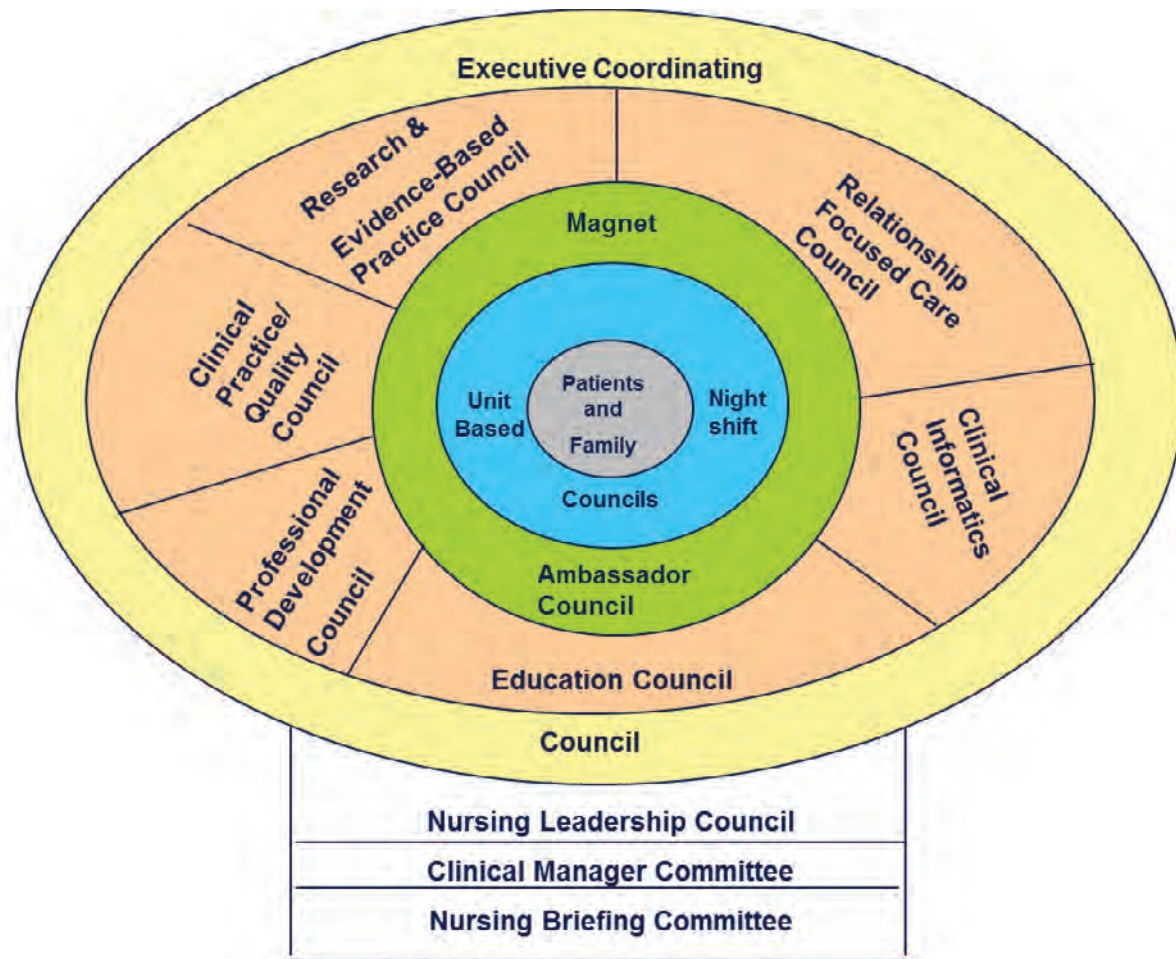 Executive Coordinating
Research &
Evidence-Based
Practice Council
Relationship
Focused Care
Council
Magnet
Clinical
Practice/
Quality
Council
Unit
Based
Patients
and
Family
Night
shift
Councils
Clinical
Informatics
Council
Professional
Development
Council
Ambassador
Council
Education Council
Council
Nursing Leadership Council
Clinical Manager Committee
Nursing Briefing Committee